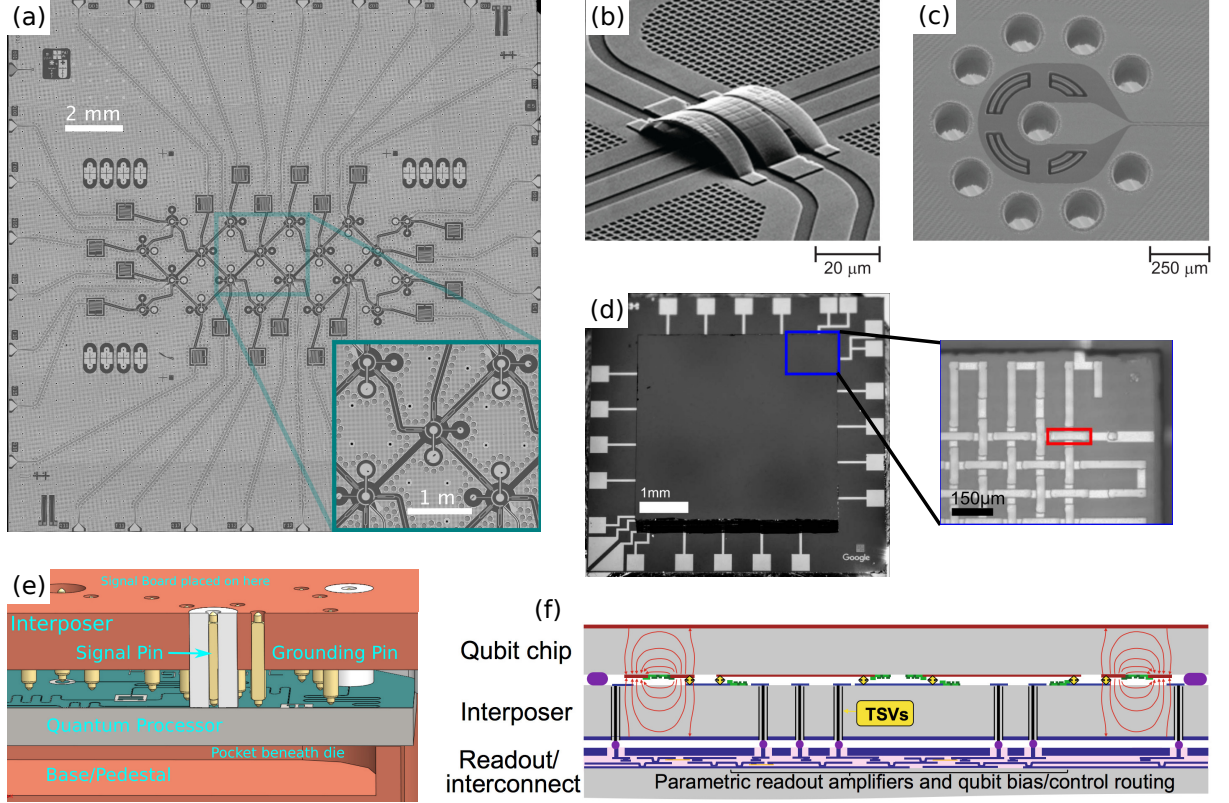 (a)
2 mm
1 m
(b)
20 μm
(c)
250 μm
(d)
1mm
Google
150μm
(e)
Signal Board placed on here
Interposer
Signal Pin
Grounding Pin
Quantum Processor
Pocket beneath die
Base/Pedestal
(f)
Qubit chip
Interposer
TSVs
Readout/
interconnect
Parametric readout amplifiers and qubit bias/control routing